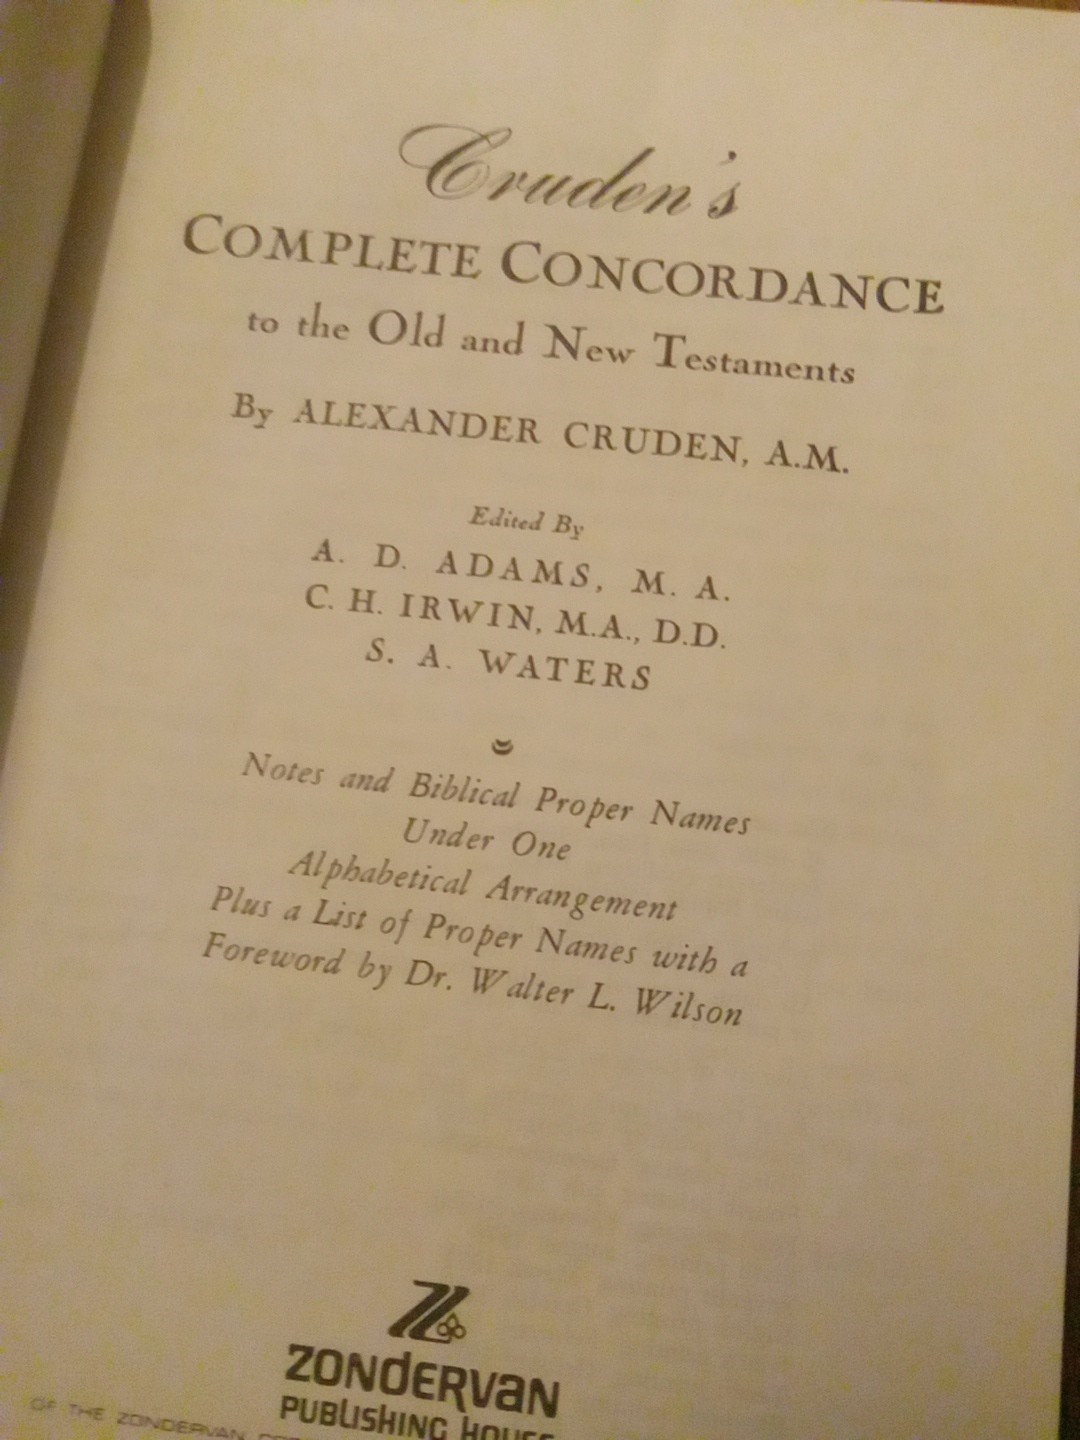 Cruden's
COMPLETE CONCORDANCE
to the Old and New Testaments
By ALEXANDER CRUDEN, A.M.
Edited By
A. D. ADAMS, M. A.
C. H. IRWIN, M.A., D.D.
S. A. WATERS
Notes and Biblical Proper Names
Under One
Alphabetical Arrangement
Plus a List of Proper Names with a
Foreword by Dr. Walter L. Wilson
Z
ZONDERVAN
PUBLISHING HOUSE
OF THE ZONDERVAN